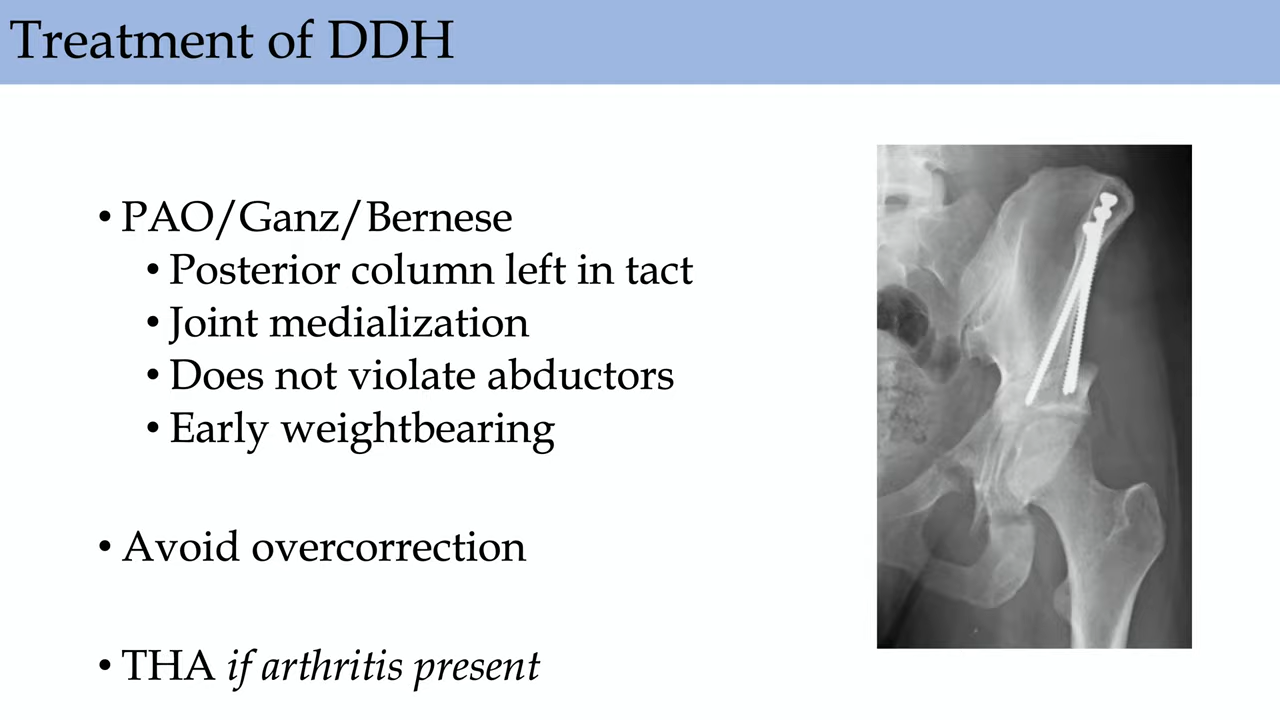 Treatment of DDH
• PAO/Ganz/Bernese
• Posterior column left in tact
• Joint medialization
• Does not violate abductors
• Early weightbearing
• Avoid overcorrection
• THA if arthritis present